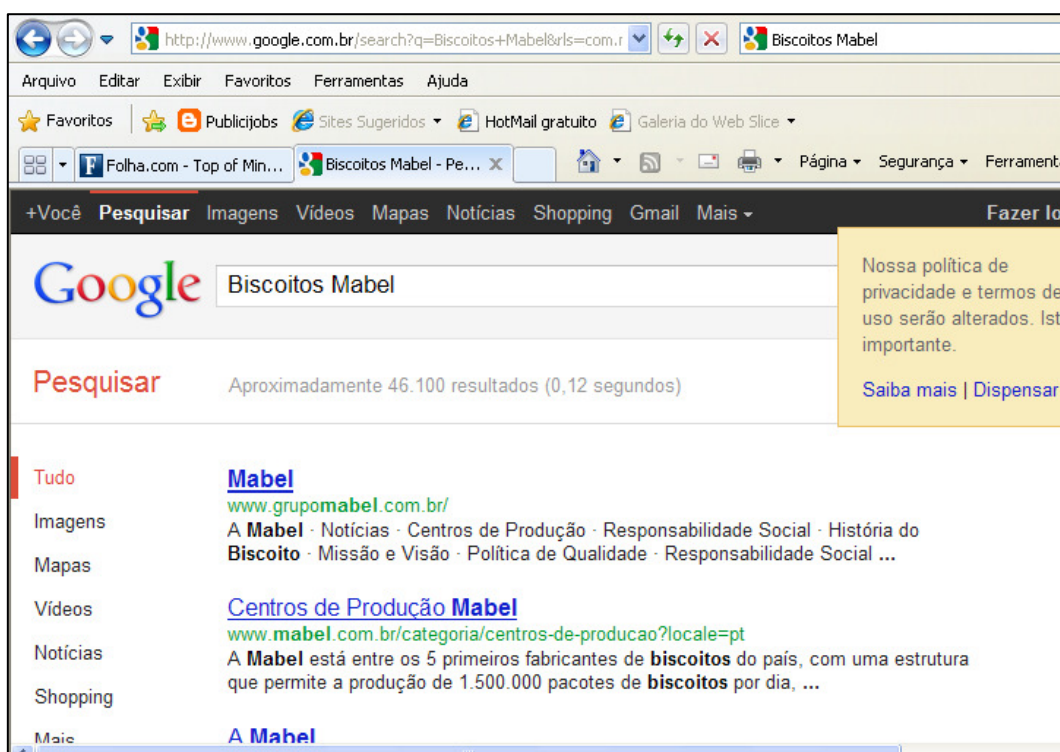 http://www.google.com.br/search?q=Biscoitos+Mabel&rls=com.r
Biscoitos Mabel
Arquivo Editar Exibir Favoritos Ferramentas Ajuda
Favoritos Publicijobs Sites Sugeridos HotMail gratuito Galeria do Web Slice
Folha.com - Top of Min... Biscoitos Mabel - Pe... Página Segurança Ferrament
+Você Pesquisar Imagens Vídeos Mapas Notícias Shopping Gmail Mais Fazer lo
Google Biscoitos Mabel
Nossa política de
privacidade e termos de
uso serão alterados. Ist
importante.
Saiba mais | Dispensar
Pesquisar Aproximadamente 46.100 resultados (0,12 segundos)
Tudo
Imagens
Mapas
Vídeos
Notícias
Shopping
Mais
Mabel
www.grupomabel.com.br/
A Mabel · Notícias · Centros de Produção · Responsabilidade Social · História do
Biscoito · Missão e Visão · Política de Qualidade · Responsabilidade Social ...
Centros de Produção Mabel
www.mabel.com.br/categoria/centros-de-producao?locale=pt
A Mabel está entre os 5 primeiros fabricantes de biscoitos do país, com uma estrutura
que permite a produção de 1.500.000 pacotes de biscoitos por dia, ...
A Mabel